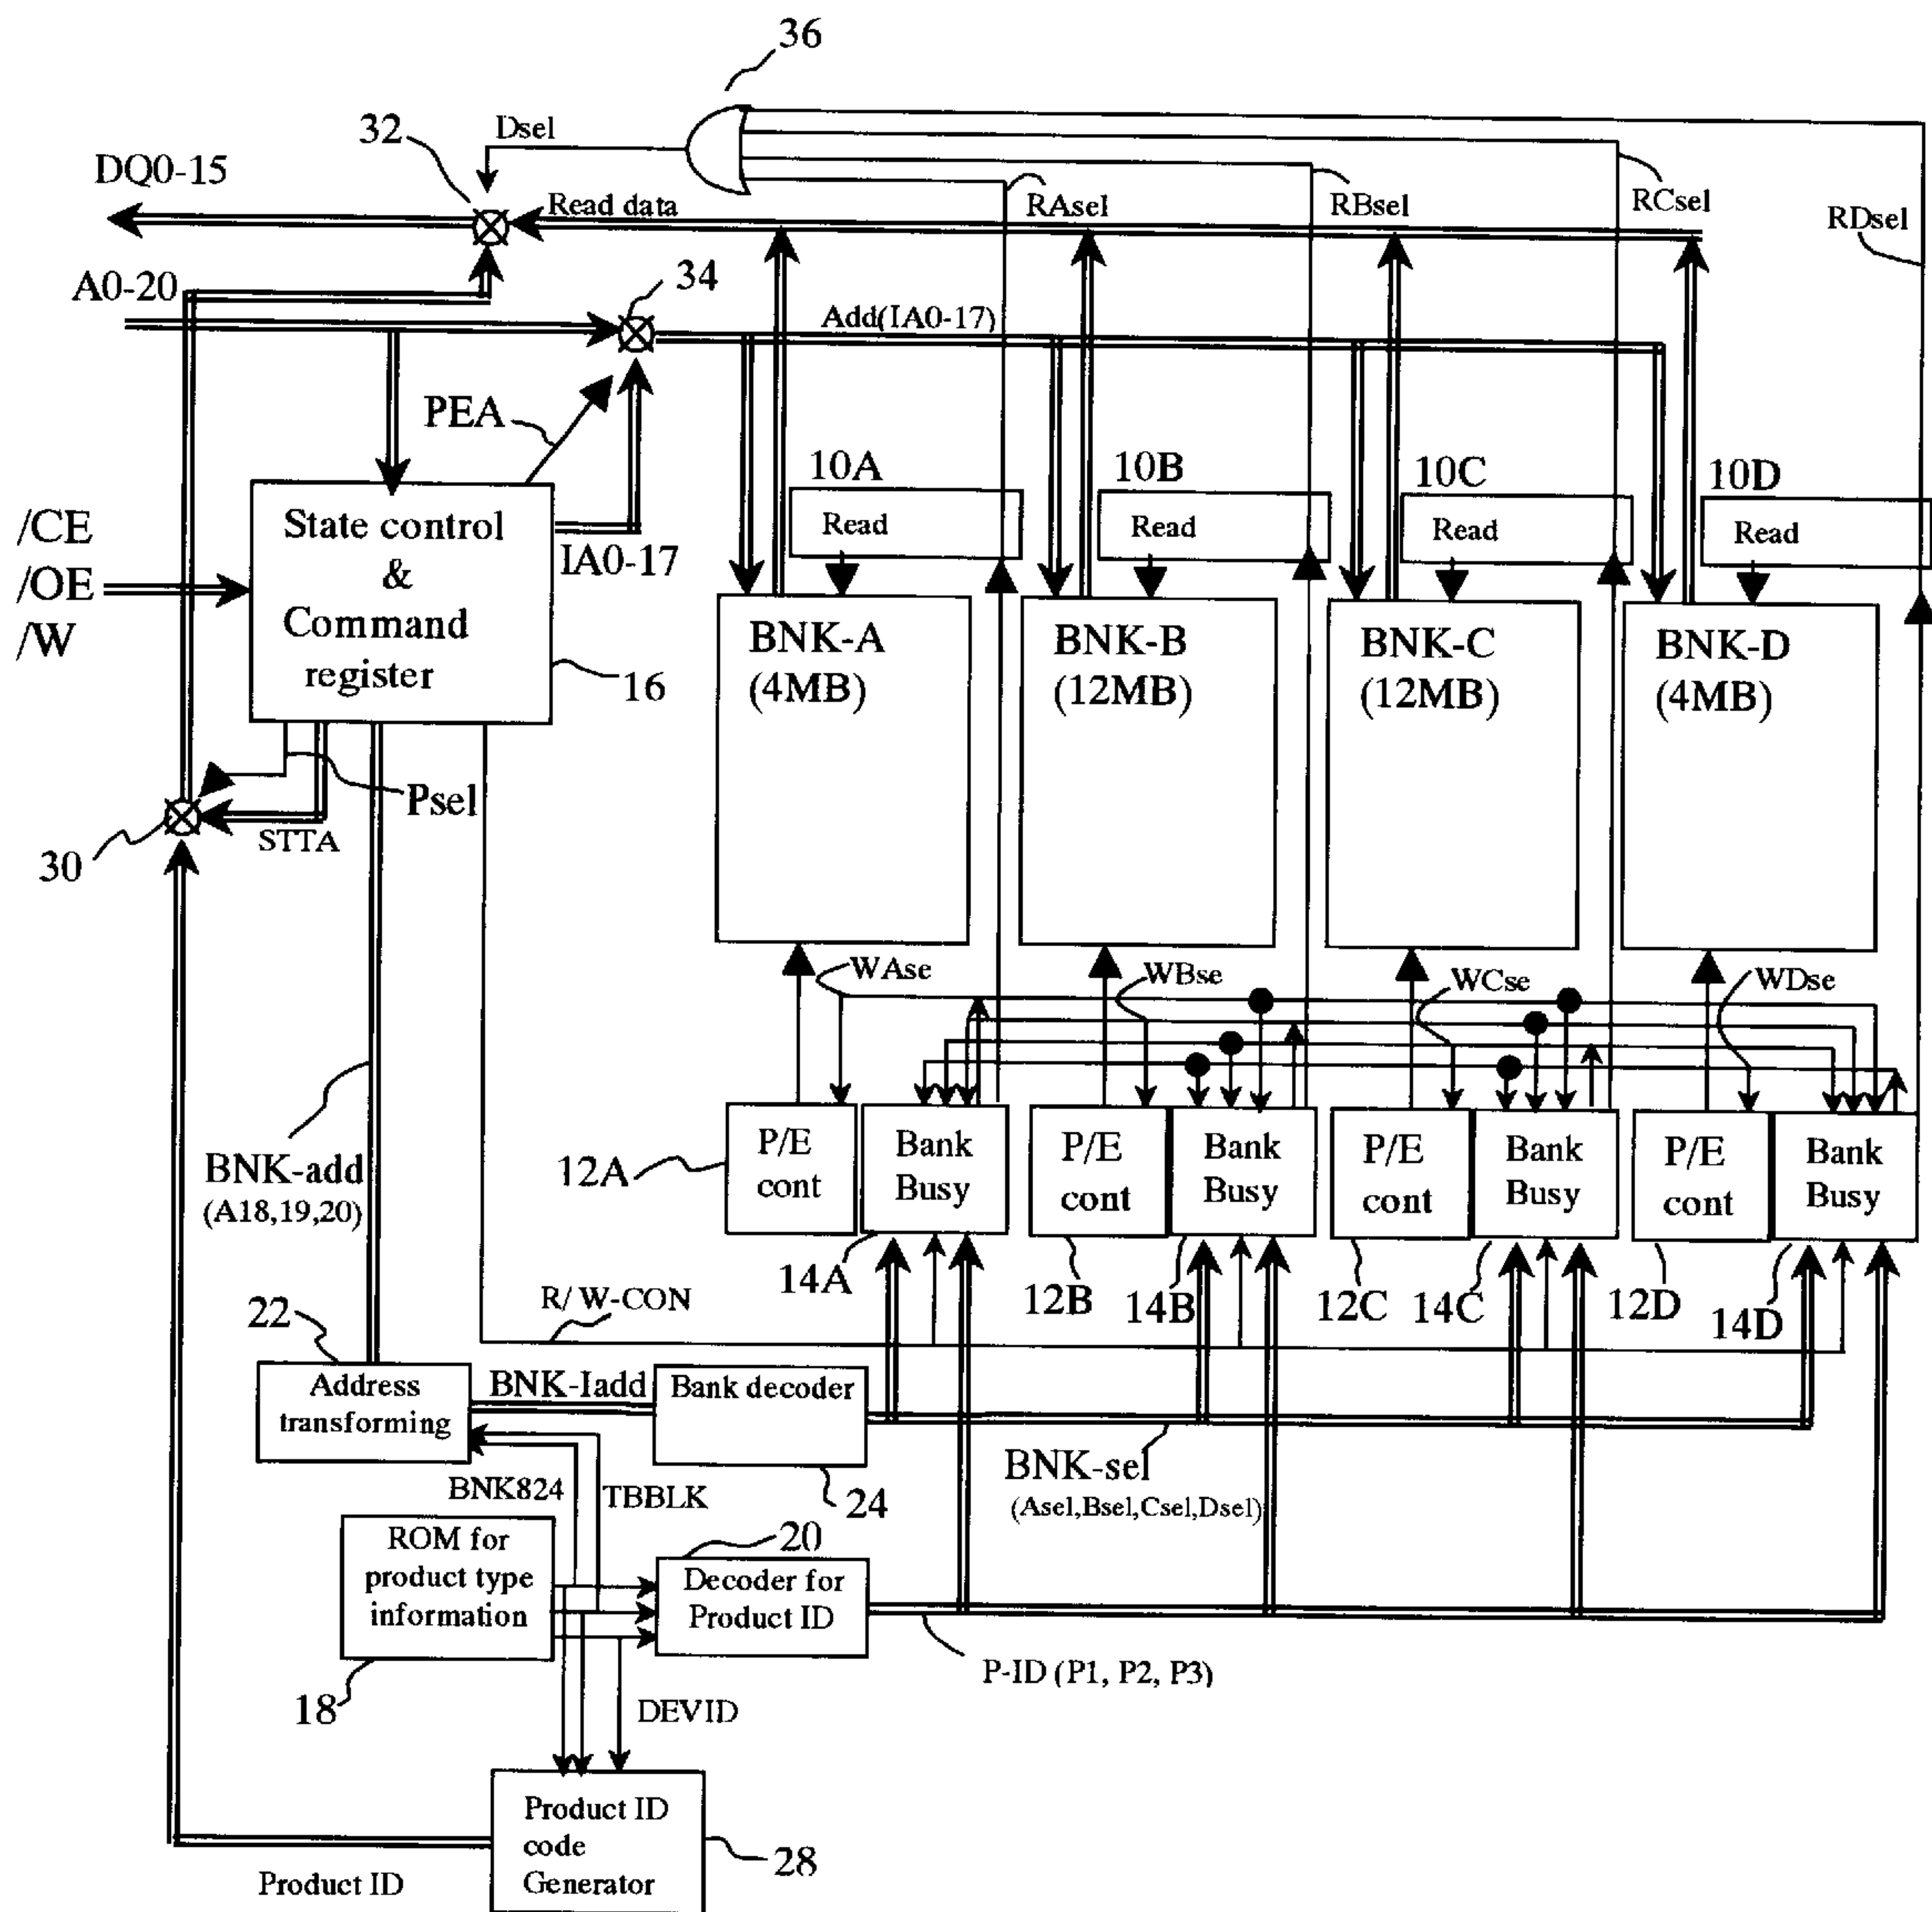 36
32
Dsel
DQ0-15
Read data
RAsel
RBsel
RCsel
RDsel
A0-20
34
Add(IA0-17)
PEA
10A
10B
10C
10D
Read
Read
Read
Read
/CE
/OE
/W
State control
&
Command
register
IA0-17
16
BNK-A
(4MB)
BNK-B
(12MB)
BNK-C
(12MB)
BNK-D
(4MB)
Psel
STTA
30
WAse
WBse
WCse
WDse
BNK-add
(A18,19,20)
12A
P/E
cont
Bank
Busy
P/E
cont
Bank
Busy
P/E
cont
Bank
Busy
P/E
cont
Bank
Busy
14A
12B
14B
12C
14C
12D
14D
R/ W-CON
22
Address
transforming
BNK-Iadd
Bank decoder
24
BNK-sel
(Asel,Bsel,Csel,Dsel)
BNK824
TBBLK
ROM for
product type
information
18
20
Decoder for
Product ID
P-ID (P1, P2, P3)
DEVID
Product ID
code
Generator
28
Product ID